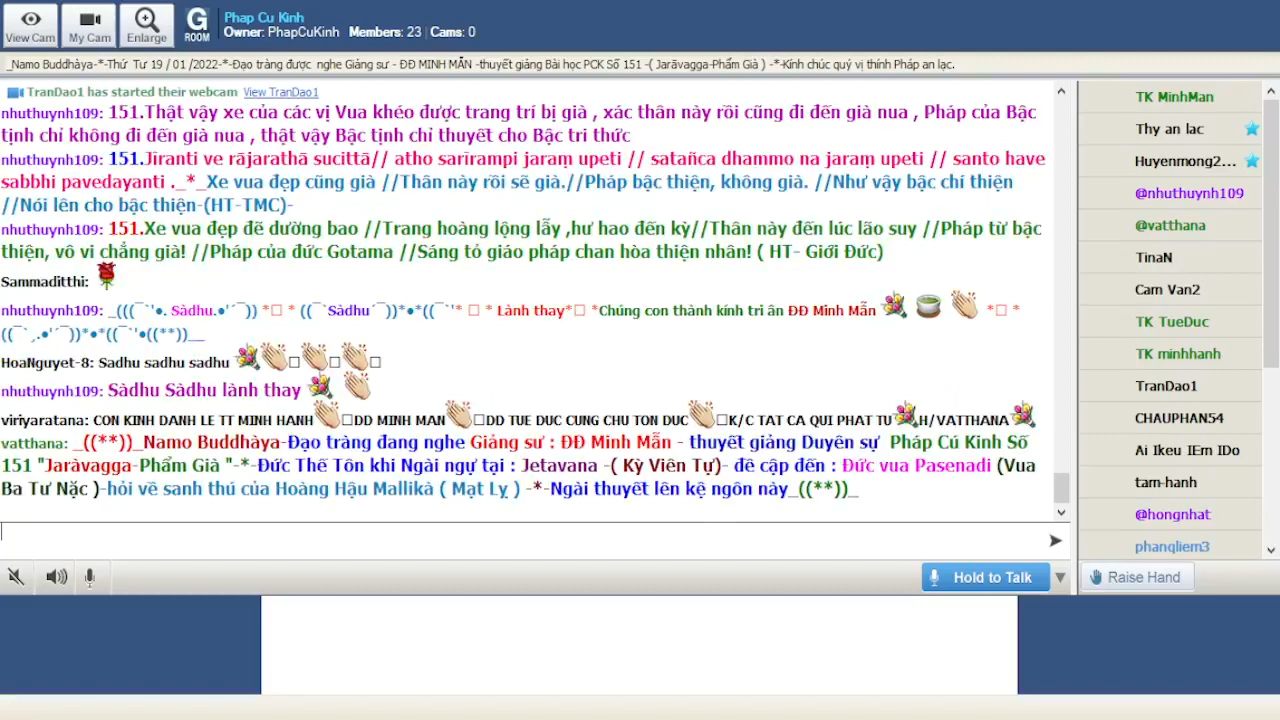 View Cam
My Cam
Enlarge
G
ROOM
Phap Cu Kinh
Owner: PhapCuKinh Members: 23 Cams: 0
_Namo Buddhàya-*-Thứ Tư 19 / 01 /2022-*-Đạo tràng được nghe Giảng sư - ĐĐ MINH MẪN -thuyết giảng Bài học PCK Số 151 -( Jarāvagga-Phẩm Già ) -*-Kính chúc quý vị thính Pháp an lạc.
TranDao1 has started their webcam View TranDao1
nhuthuynh109: 151.Thật vậy xe của các vị Vua khéo được trang trí bị già , xác thân này rồi cũng đi đến già nua , Pháp của Bậc
tịnh chỉ không đi đến già nua , thật vậy Bậc tịnh chỉ thuyết cho Bậc tri thức
nhuthuynh109: 151.Jīranti ve rājarathā sucittā// atho sarīrampi jaraṃ upeti // satañca dhammo na jaraṃ upeti // santo have
sabbhi pavedayanti ._*_Xe vua đẹp cũng già //Thân này rồi sẽ già.//Pháp bậc thiện, không già. //Như vậy bậc chí thiện
//Nói lên cho bậc thiện-(HT-TMC)-
nhuthuynh109: 151.Xe vua đẹp đẽ dường bao //Trang hoàng lộng lẫy ,hư hao đến kỳ//Thân này đến lúc lão suy //Pháp từ bậc
thiện, vô vi chẳng già! //Pháp của đức Gotama //Sáng tỏ giáo pháp chan hòa thiện nhân! ( HT- Giới Đức)
Sammaditthi:
nhuthuynh109: _(((¯`'•. Sàdhu.•'´¯)) *□ * ((¯`Sàdhu´¯))*•*((¯`'* □ * Lành thay*□ *Chúng con thành kính tri ân ĐĐ Minh Mẫn *□ *
((¯`¸.•'´¯))*•*((¯`'•((**))__
HoaNguyet-8: Sadhu sadhu sadhu □□□
nhuthuynh109: Sàdhu Sàdhu lành thay
viriyaratana: CON KINH DANH LE TT MINH HANH□DD MINH MAN□DD TUE DUC CUNG CHU TON DUC□K/C TAT CA QUI PHAT TU H/VATTHANA
vatthana: _((**))_Namo Buddhàya-Đạo tràng đang nghe Giảng sư : ĐĐ Minh Mẫn - thuyết giảng Duyên sự Pháp Cú Kinh Số
151 "Jaràvagga-Phẩm Già "-*-Đức Thế Tôn khi Ngài ngự tại : Jetavana -( Kỳ Viên Tự)- đề cập đến : Đức vua Pasenadi (Vua
Ba Tư Nặc )-hỏi về sanh thú của Hoàng Hậu Mallikà ( Mạt Lỵ ) -*-Ngài thuyết lên kệ ngôn này_((**))_
Hold to Talk
TK MinhMan
Thy an lac
Huyenmong2...
@nhuthuynh109
@vatthana
TinaN
Cam Van2
TK TueDuc
TK minhhanh
TranDao1
CHAUPHAN54
Ai Ikeu IEm IDo
tam-hanh
@hongnhat
phanqliem3
Raise Hand